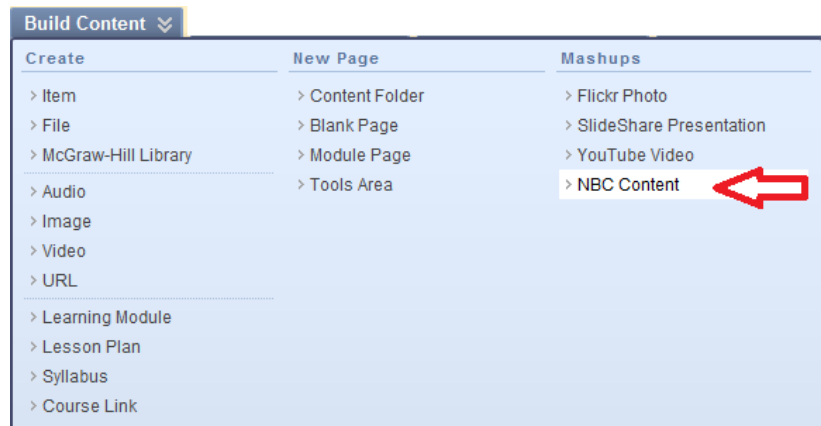 Build Content
Create
> Item
> File
> McGraw-Hill Library
> Audio
> Image
> Video
> URL
> Learning Module
> Lesson Plan
> Syllabus
> Course Link
New Page
> Content Folder
> Blank Page
> Module Page
> Tools Area
Mashups
> Flickr Photo
> SlideShare Presentation
> YouTube Video
> NBC Content